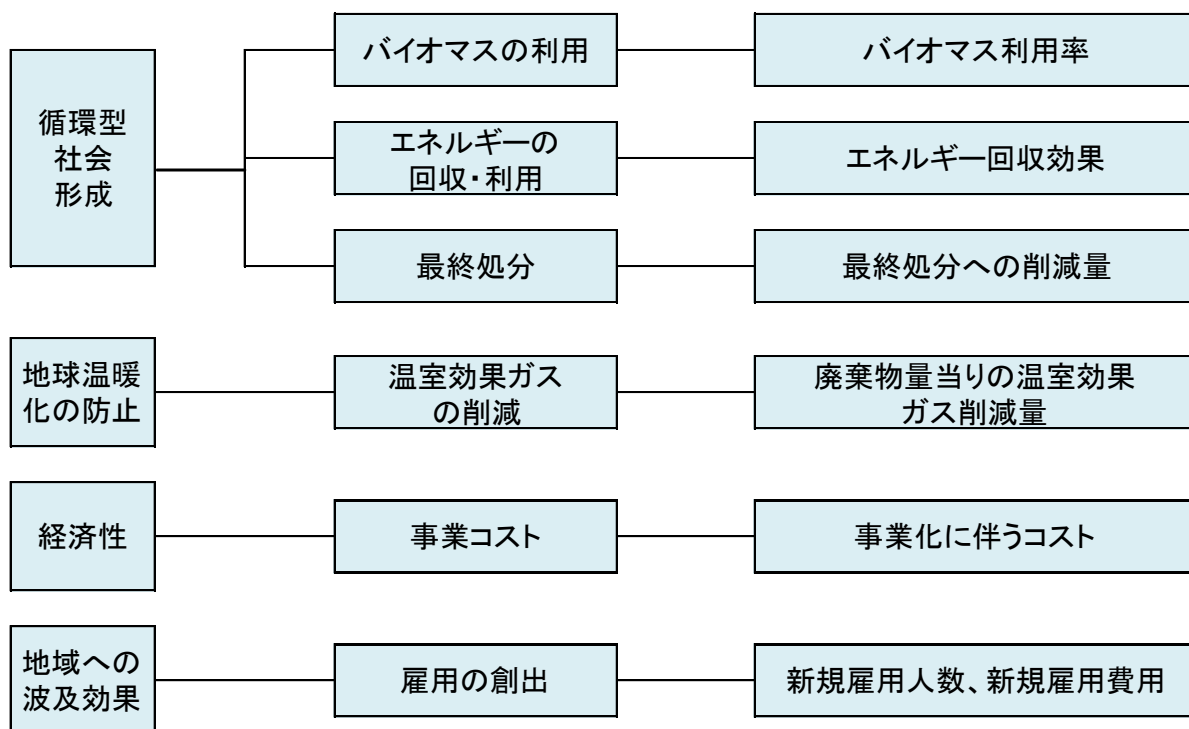 循環型
社会
形成
バイオマスの利用
バイオマス利用率
エネルギーの
回収・利用
エネルギー回収効果
最終処分
最終処分への削減量
地球温暖
化の防止
温室効果ガス
の削減
廃棄物量当りの温室効果
ガス削減量
経済性
事業コスト
事業化に伴うコスト
地域への
波及効果
雇用の創出
新規雇用人数、新規雇用費用